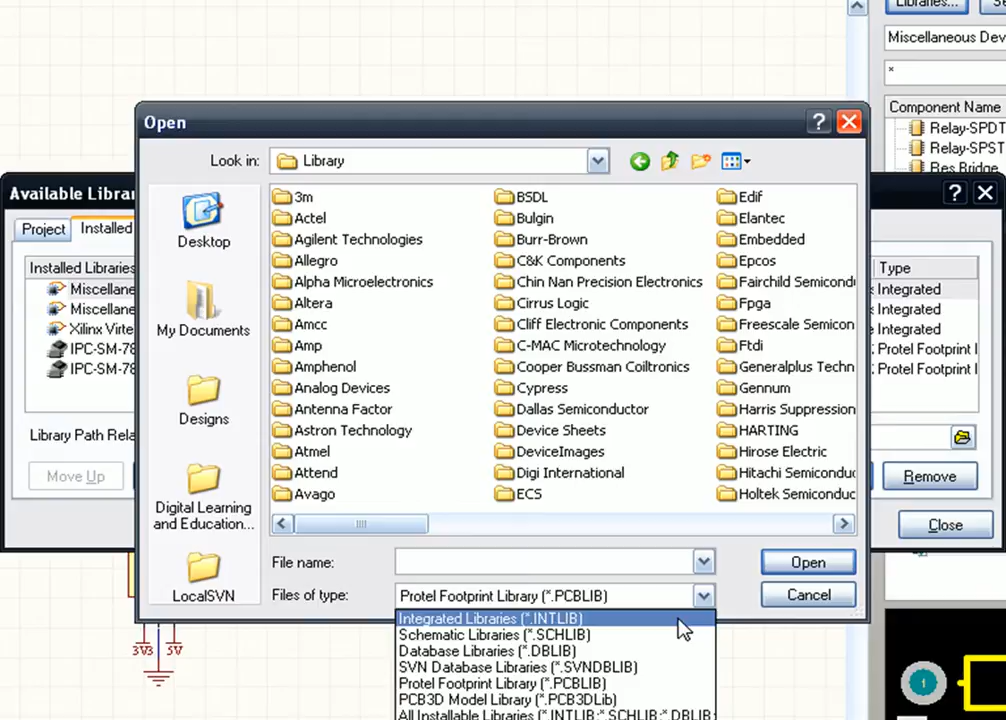 Libraries...
Miscellaneous Dev
*
Component Name
Relay-SPDT
Relay-SPST
Res Bridge
Available Librar
Project
Installed
Installed Libraries
Type
Miscellane
Integrated
Miscellane
Integrated
Xilinx Virte
Integrated
IPC-SM-78
Protel Footprint
IPC-SM-78
Protel Footprint
Library Path Rela
Move Up
Remove
Close
Open
Look in:
Library
Desktop
My Documents
Designs
Digital Learning
and Education...
LocalSVN
3m
Actel
Agilent Technologies
Allegro
Alpha Microelectronics
Altera
Amcc
Amp
Amphenol
Analog Devices
Antenna Factor
Astron Technology
Atmel
Attend
Avago
BSDL
Bulgin
Burr-Brown
C&K Components
Chin Nan Precision Electronics
Cirrus Logic
Cliff Electronic Components
C-MAC Microtechnology
Cooper Bussman Coiltronics
Cypress
Dallas Semiconductor
Device Sheets
DeviceImages
Digi International
ECS
Edif
Elantec
Embedded
Epcos
Fairchild Semicond
Fpga
Freescale Semicon
Ftdi
Generalplus Techn
Gennum
Harris Suppression
HARTING
Hirose Electric
Hitachi Semicondu
Holtek Semiconduc
File name:
Open
Files of type:
Protel Footprint Library (*.PCBLIB)
Cancel
Integrated Libraries (*.INTLIB)
Schematic Libraries (*.SCHLIB)
Database Libraries (*.DBLIB)
SVN Database Libraries (*.SVNDBLIB)
Protel Footprint Library (*.PCBLIB)
PCB3D Model Library (*.PCB3DLib)
All Installable Libraries (*.INTLIB;*.SCHLIB;*.DBLIB;
3V3
5V
1